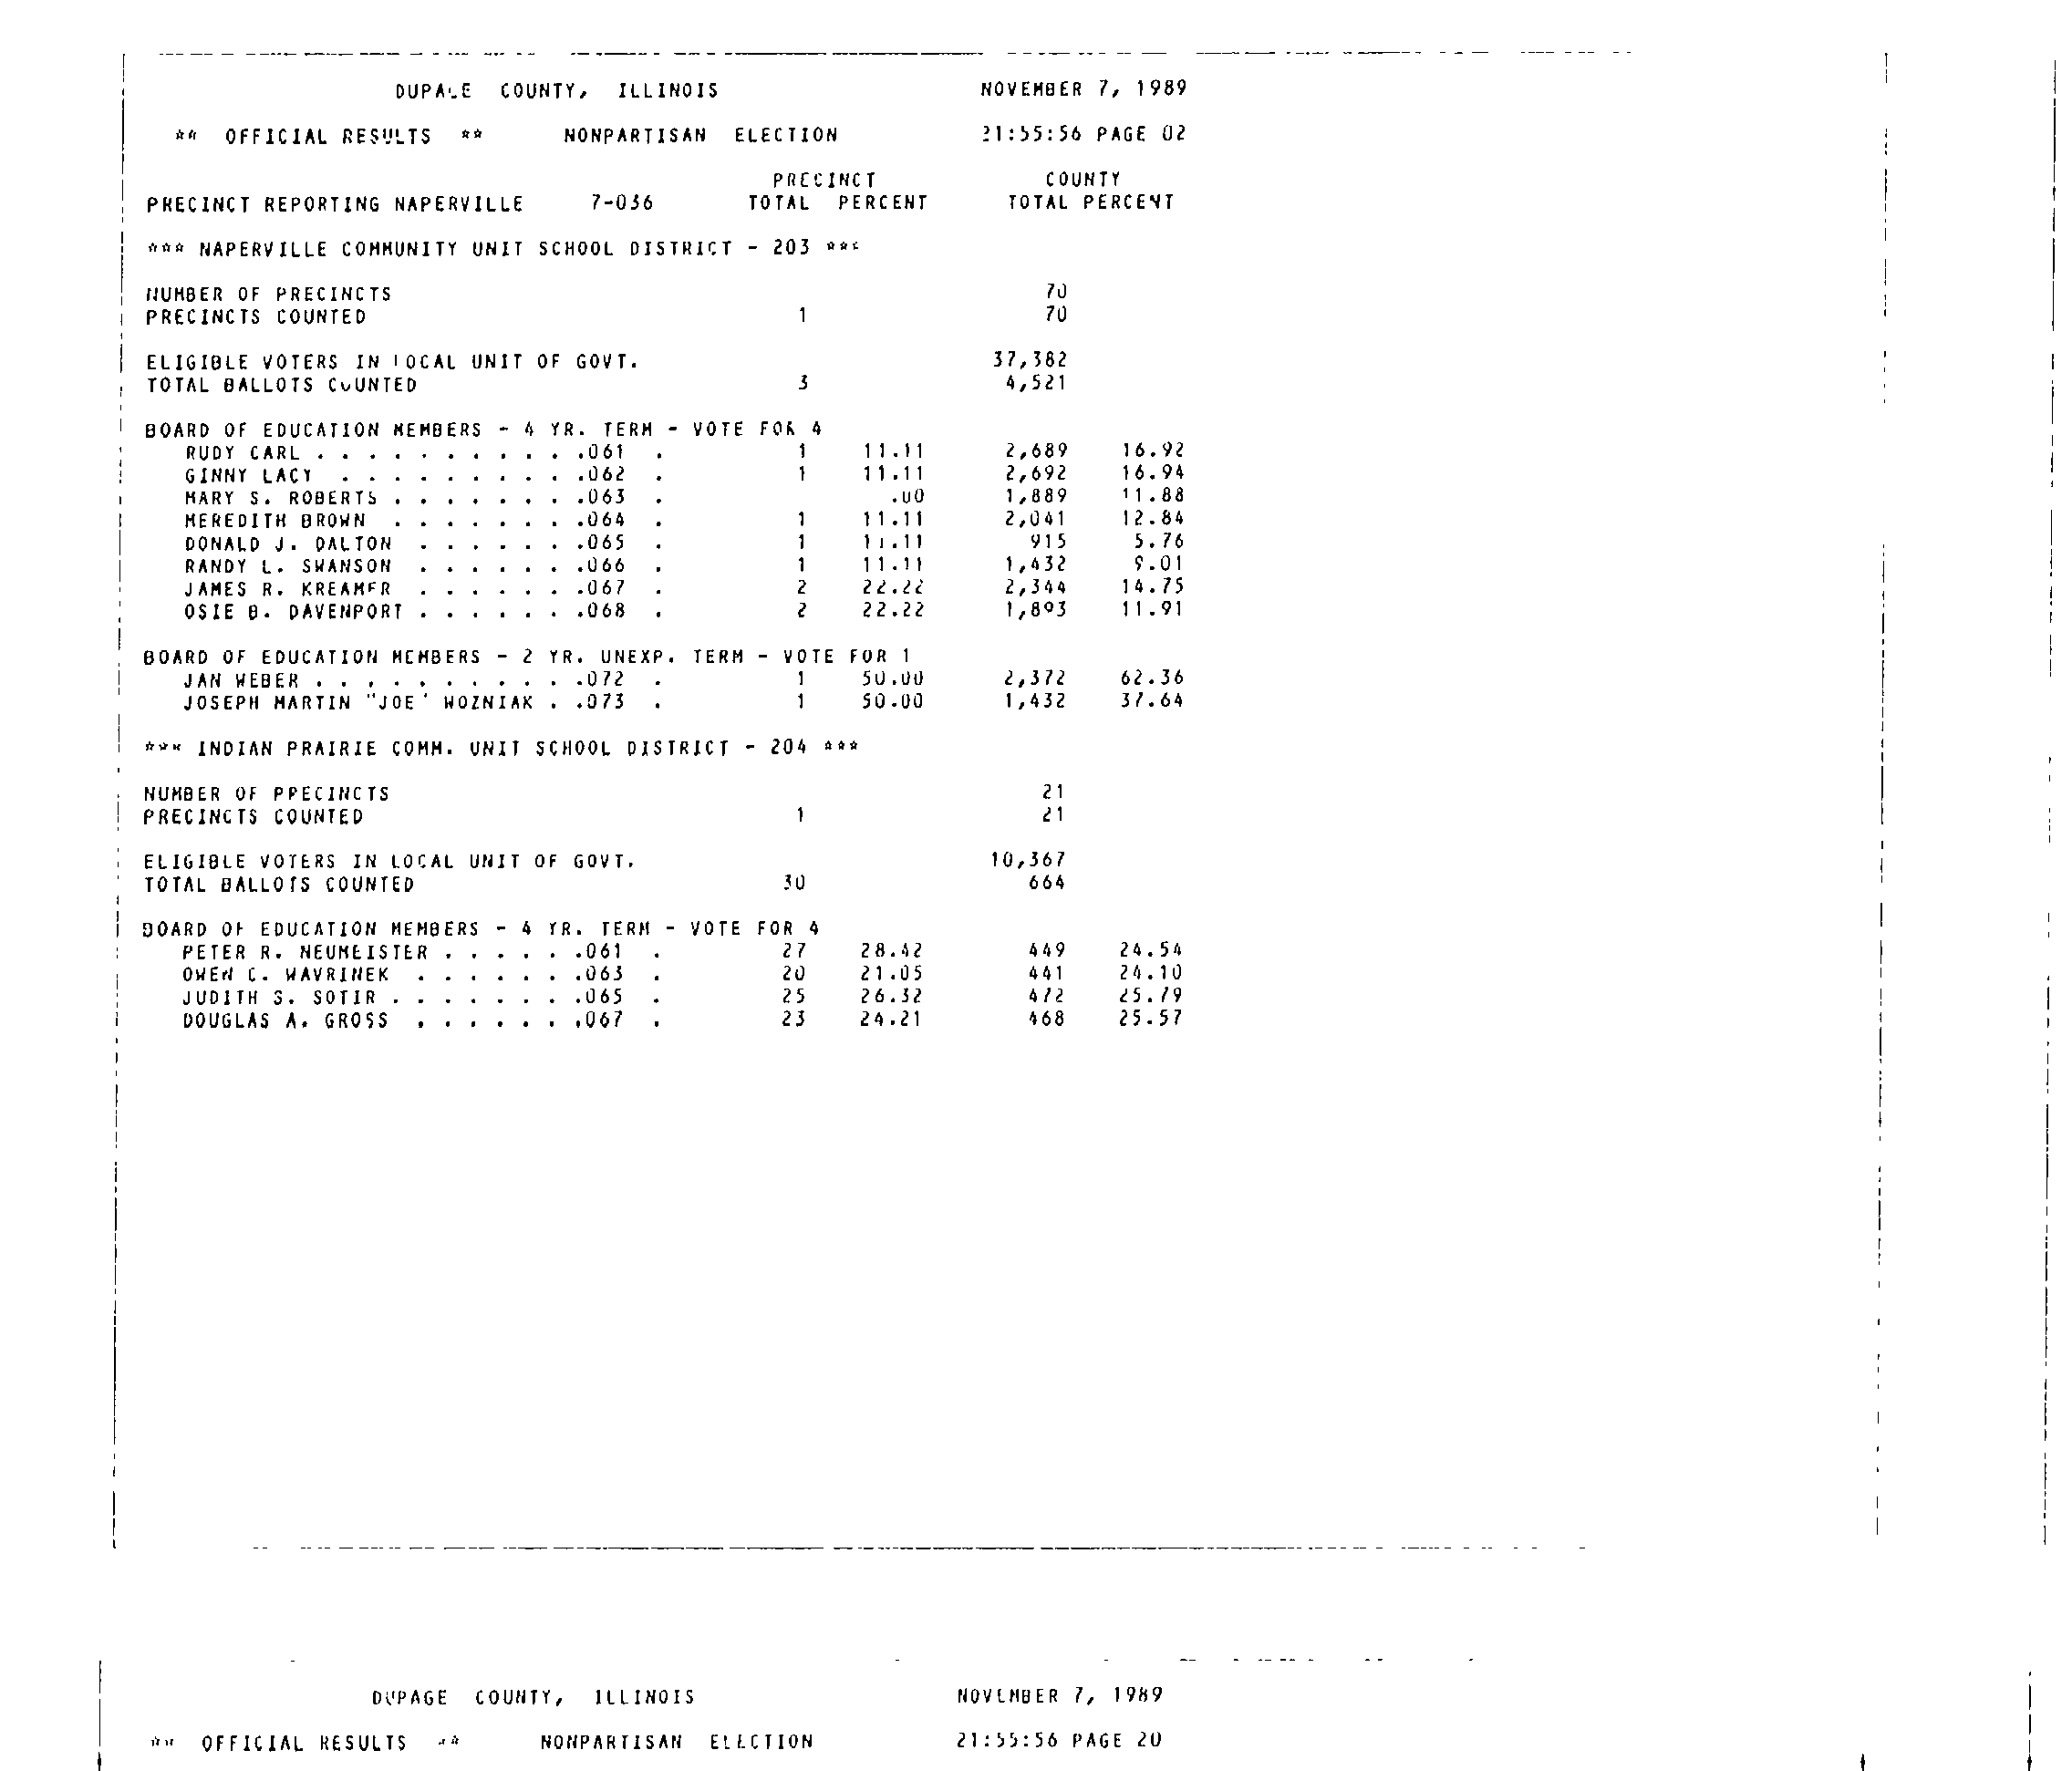 DUPAGE COUNTY, ILLINOIS NOVEMBER 7, 1989
** OFFICIAL RESULTS ** NONPARTISAN ELECTION 21:55:56 PAGE 02
PRECINCT COUNTY
PRECINCT REPORTING NAPERVILLE 7-036 TOTAL PERCENT TOTAL PERCENT
*** NAPERVILLE COMMUNITY UNIT SCHOOL DISTRICT - 203 ***
NUMBER OF PRECINCTS 70
PRECINCTS COUNTED 1 70
ELIGIBLE VOTERS IN LOCAL UNIT OF GOVT. 37,382
TOTAL BALLOTS COUNTED 3 4,521
BOARD OF EDUCATION MEMBERS - 4 YR. TERM - VOTE FOR 4
RUDY CARL . . . . . . . . . . .061 . 1 11.11 2,689 16.92
GINNY LACY . . . . . . . . . .062 . 1 11.11 2,692 16.94
MARY S. ROBERTS . . . . . . . .063 . .00 1,889 11.88
MEREDITH BROWN . . . . . . . .064 . 1 11.11 2,041 12.84
DONALD J. DALTON . . . . . . .065 . 1 11.11 915 5.76
RANDY L. SWANSON . . . . . . .066 . 1 11.11 1,432 9.01
JAMES R. KREAMER . . . . . . .067 . 2 22.22 2,344 14.75
OSIE B. DAVENPORT . . . . . . .068 . 2 22.22 1,893 11.91
BOARD OF EDUCATION MEMBERS - 2 YR. UNEXP. TERM - VOTE FOR 1
JAN WEBER . . . . . . . . . . .072 . 1 50.00 2,372 62.36
JOSEPH MARTIN "JOE" WOZNIAK . .073 . 1 50.00 1,432 37.64
*** INDIAN PRAIRIE COMM. UNIT SCHOOL DISTRICT - 204 ***
NUMBER OF PRECINCTS 21
PRECINCTS COUNTED 1 21
ELIGIBLE VOTERS IN LOCAL UNIT OF GOVT. 10,367
TOTAL BALLOTS COUNTED 30 664
BOARD OF EDUCATION MEMBERS - 4 YR. TERM - VOTE FOR 4
PETER R. NEUMEISTER . . . . . .061 . 27 28.42 449 24.54
OWEN C. WAVRINEK . . . . . . .063 . 20 21.05 441 24.10
JUDITH S. SOTIR . . . . . . . .065 . 25 26.32 472 25.79
DOUGLAS A. GROSS . . . . . . .067 . 23 24.21 468 25.57
DUPAGE COUNTY, ILLINOIS NOVEMBER 7, 1989
** OFFICIAL RESULTS ** NONPARTISAN ELECTION 21:55:56 PAGE 20